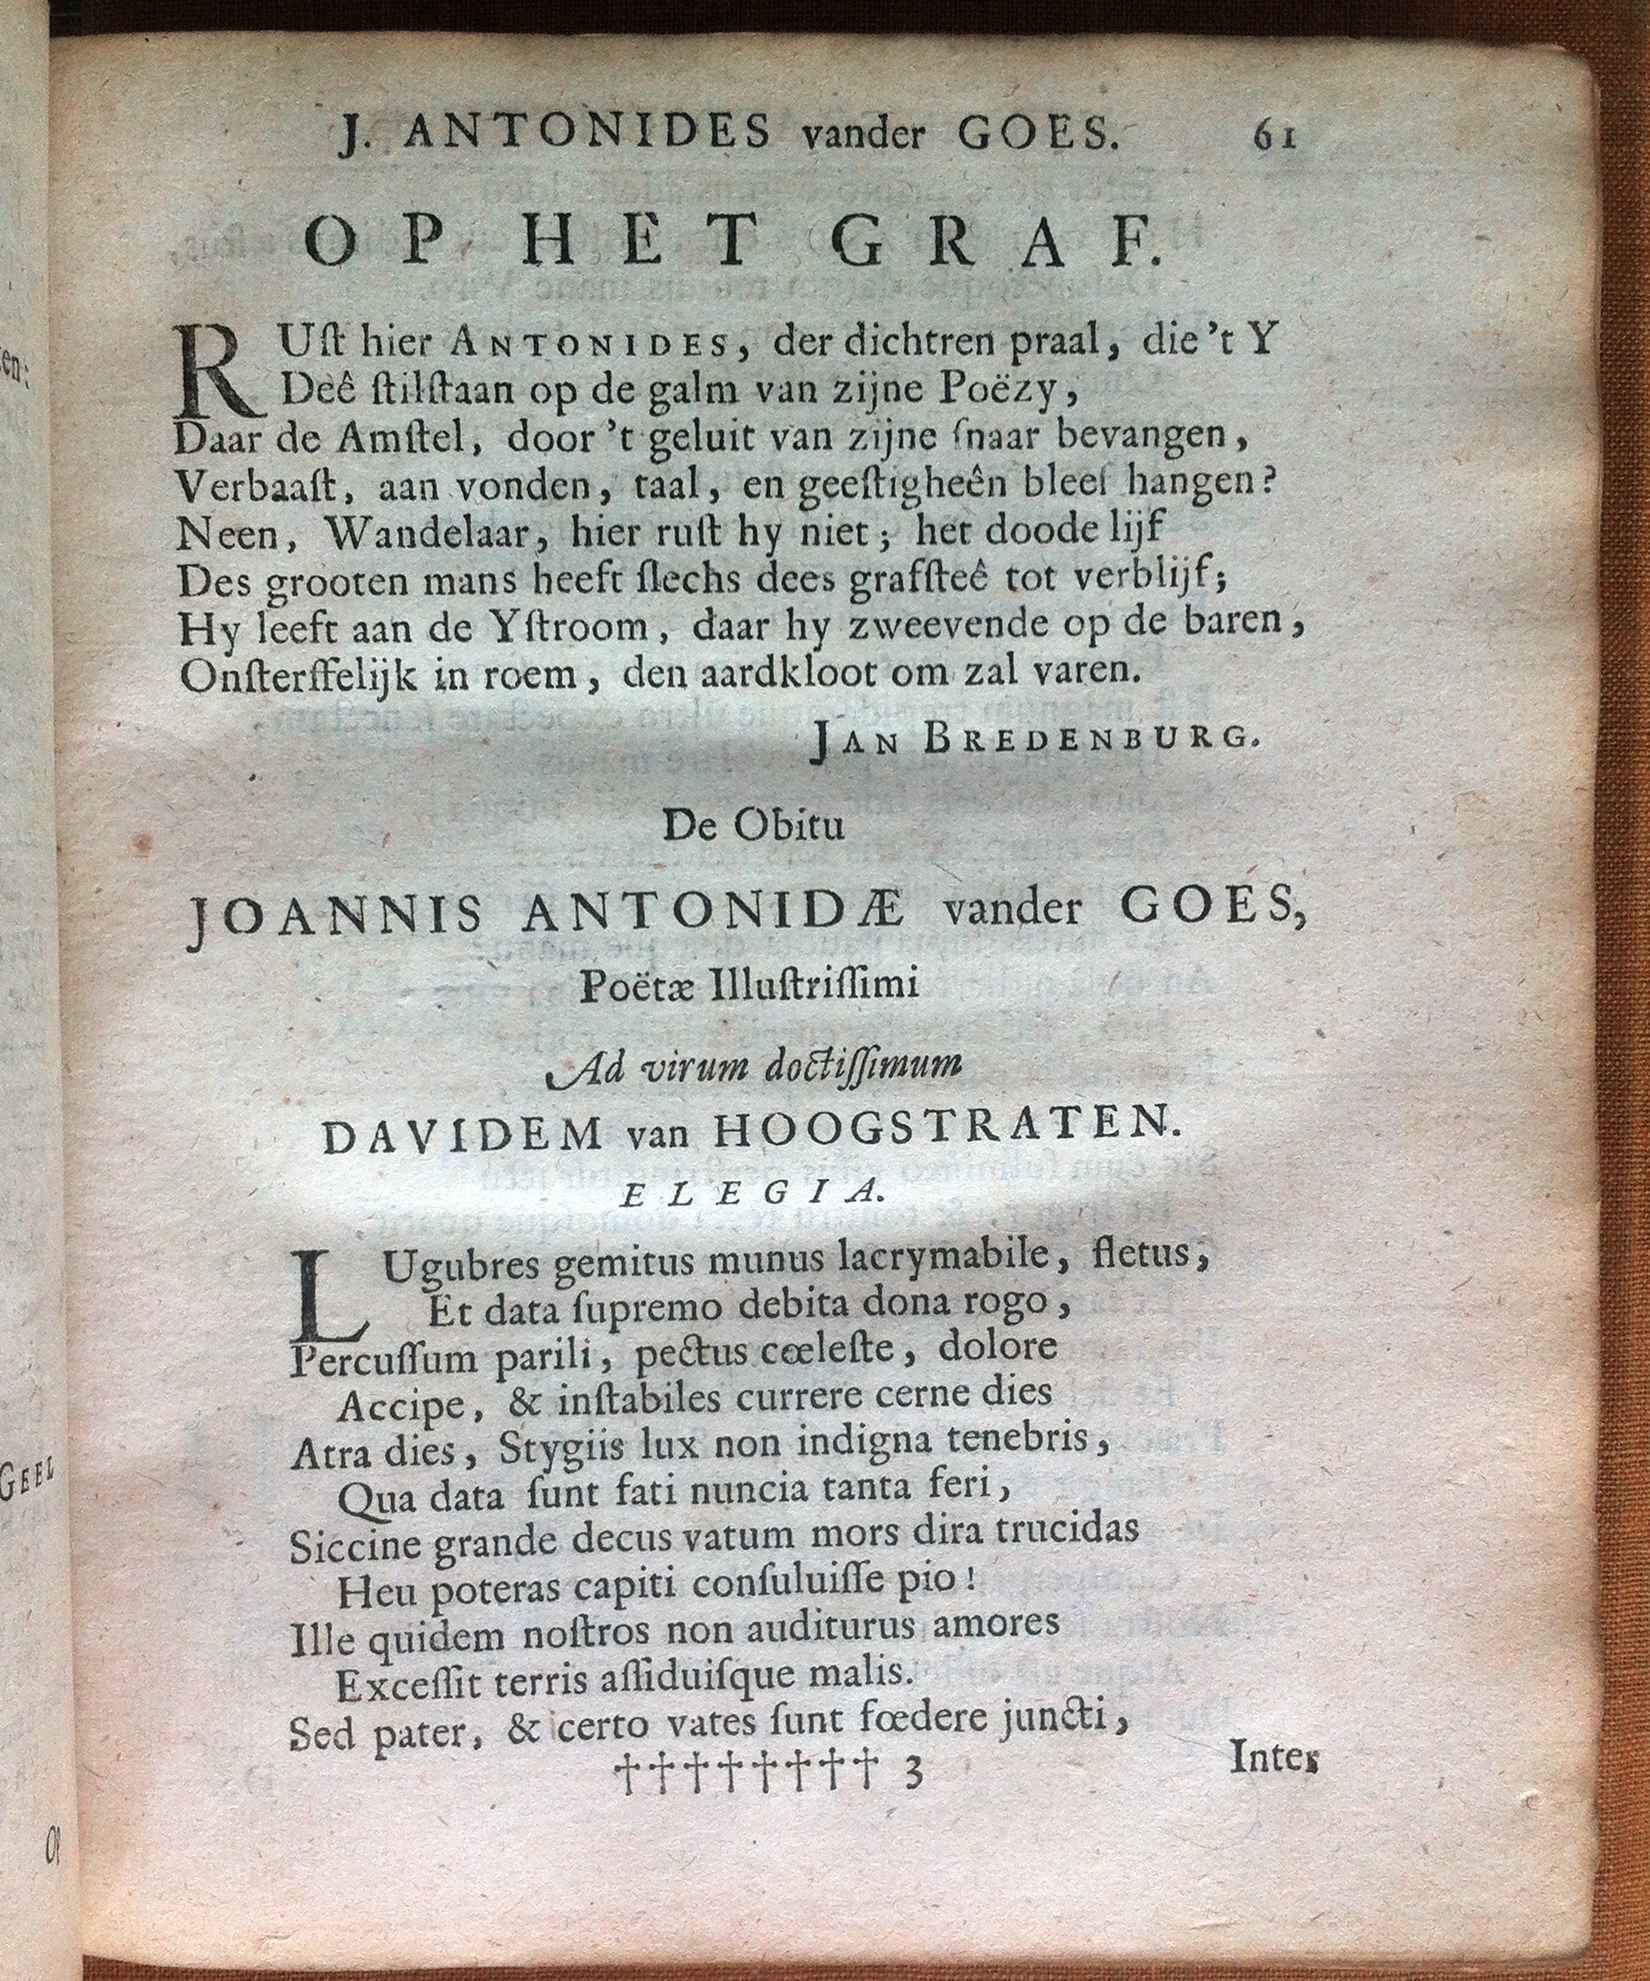 J. ANTONIDES vander GOES. 61
OP HET GRAF.
RUſt hier ANTONIDES, der dichtren praal, die 't Y
Deê ſtilſtaan op de galm van zijne Poëzy,
Daar de Amſtel, door 't geluit van zijne ſnaar bevangen,
Verbaaſt, aan vonden, taal, en geeſtigheên bleef hangen?
Neen, Wandelaar, hier ruſt hy niet; het doode lijf
Des grooten mans heeft ſlechs dees grafſteê tot verblijf;
Hy leeft aan de Yſtroom, daar hy zweevende op de baren,
Onſterffelijk in roem, den aardkloot om zal varen.
JAN BREDENBURG.
De Obitu
JOANNIS ANTONIDÆ vander GOES,
Poëtæ Illuſtriſſimi
Ad virum doctiſſimum
DAVIDEM van HOOGSTRATEN.
ELEGIA.
LUgubres gemitus munus lacrymabile, fletus,
Et data ſupremo debita dona rogo,
Percuſſum parili, pectus cœleſte, dolore
Accipe, & inſtabiles currere cerne dies
Atra dies, Stygiis lux non indigna tenebris,
Qua data ſunt fati nuncia tanta feri,
Siccine grande decus vatum mors dira trucidas
Heu poteras capiti conſuluiſſe pio!
Ille quidem noſtros non auditurus amores
Exceſſit terris aſſiduiſque malis.
Sed pater, & certo vates ſunt fœdere juncti,
†††††††† 3
Inter
GEEL